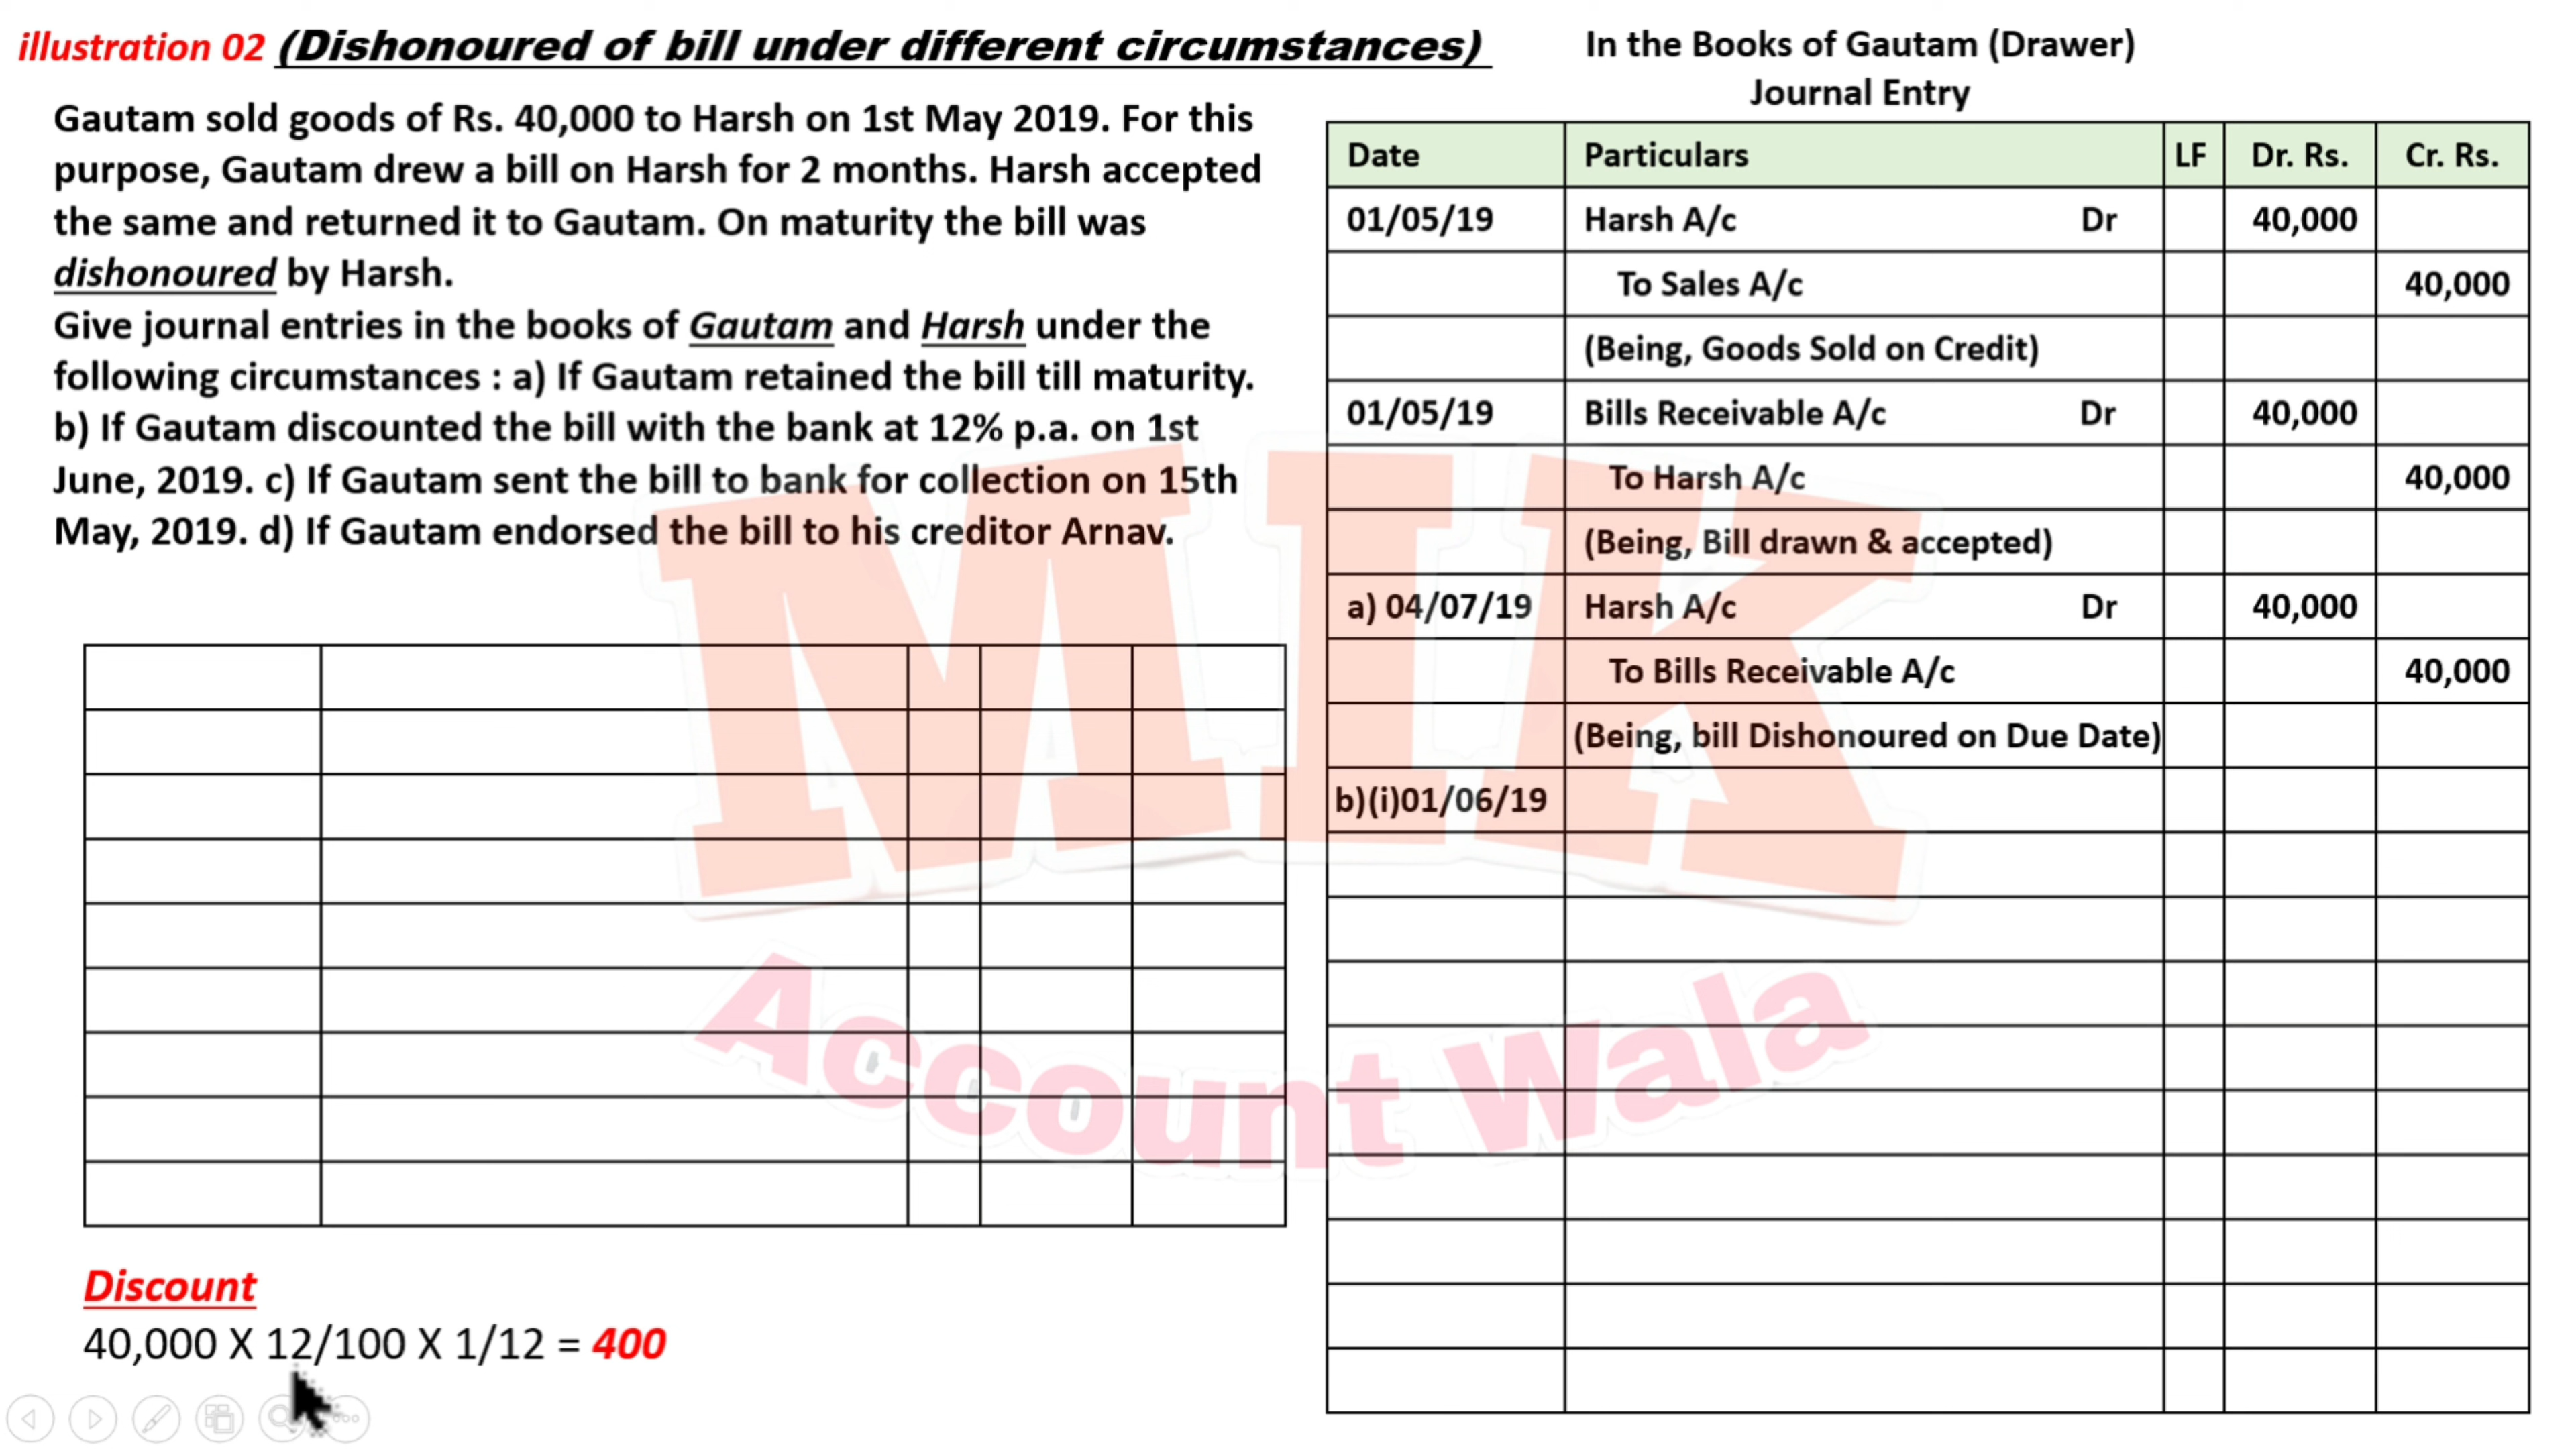 illustration 02 (Dishonoured of bill under different circumstances)
Gautam sold goods of Rs. 40,000 to Harsh on 1st May 2019. For this
purpose, Gautam drew a bill on Harsh for 2 months. Harsh accepted
the same and returned it to Gautam. On maturity the bill was
dishonoured by Harsh.
Give journal entries in the books of Gautam and Harsh under the
following circumstances : a) If Gautam retained the bill till maturity.
b) If Gautam discounted the bill with the bank at 12% p.a. on 1st
June, 2019. c) If Gautam sent the bill to bank for collection on 15th
May, 2019. d) If Gautam endorsed the bill to his creditor Arnav.
Discount
40,000 X 12/100 X 1/12 = 400
In the Books of Gautam (Drawer)
Journal Entry
Date Particulars LF Dr. Rs. Cr. Rs.
01/05/19 Harsh A/c Dr 40,000
To Sales A/c 40,000
(Being, Goods Sold on Credit)
01/05/19 Bills Receivable A/c Dr 40,000
To Harsh A/c 40,000
(Being, Bill drawn & accepted)
a) 04/07/19 Harsh A/c Dr 40,000
To Bills Receivable A/c 40,000
(Being, bill Dishonoured on Due Date)
b)(i)01/06/19
MIK
Account Wala